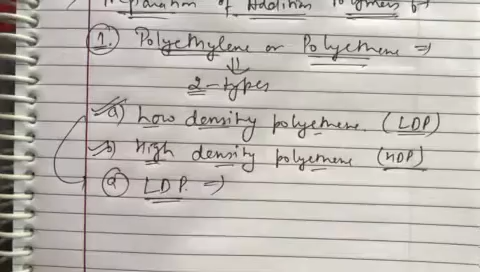 Preparation of Addition Polymers of
1. Polyethylene or Polyethene ⇒
⇓
2-types
a) Low density polyethene. (LDP)
b) High density polyethene (HDP)
a) LDP. ⇒